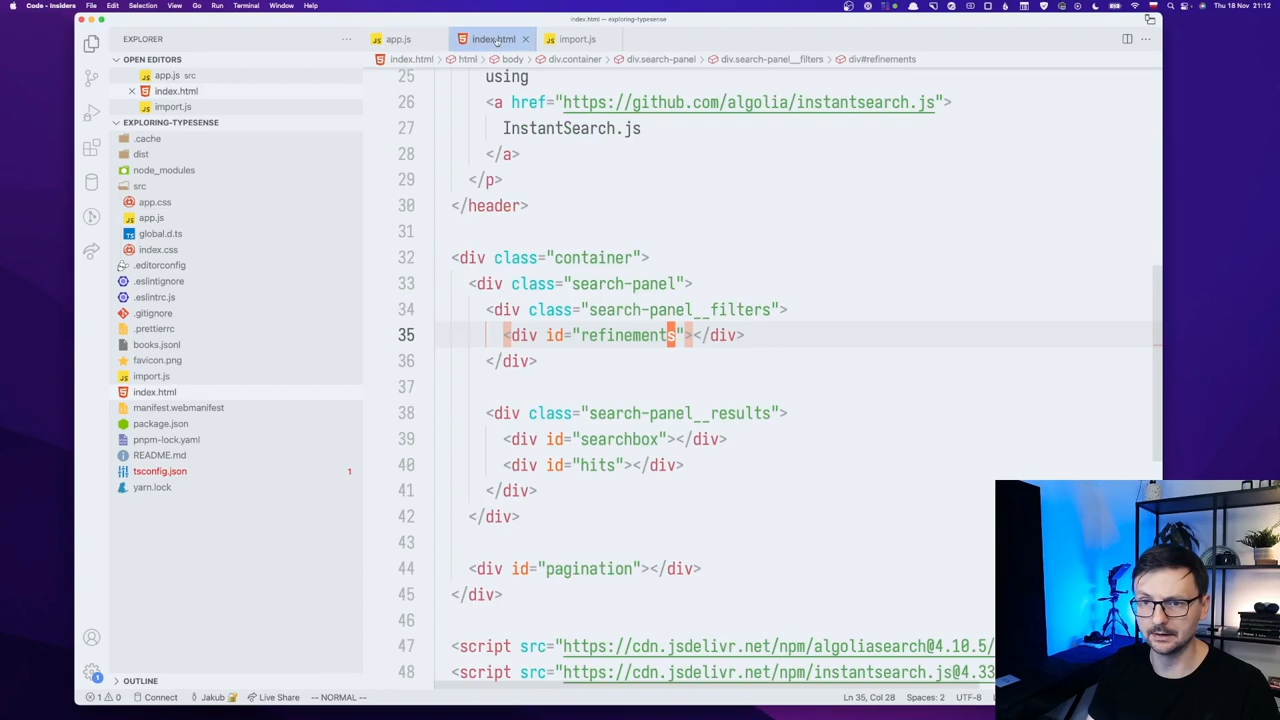 Code - Insiders File Edit Selection View Go Run Terminal Window Help
Thu 18 Nov 21:12
index.html — exploring-typesense
EXPLORER
app.js
index.html
import.js
OPEN EDITORS
app.js src
index.html
import.js
EXPLORING-TYPESENSE
.cache
dist
node_modules
src
app.css
app.js
global.d.ts
index.css
.editorconfig
.eslintignore
.eslintrc.js
.gitignore
.prettierrc
books.jsonl
favicon.png
import.js
index.html
manifest.webmanifest
package.json
pnpm-lock.yaml
README.md
tsconfig.json 1
yarn.lock
OUTLINE
index.html > html > body > div.container > div.search-panel > div.search-panel__filters > div#refinements
25 using
26 <a href="https://github.com/algolia/instantsearch.js">
27 InstantSearch.js
28 </a>
29 </p>
30 </header>
31
32 <div class="container">
33 <div class="search-panel">
34 <div class="search-panel__filters">
35 <div id="refinements"></div>
36 </div>
37
38 <div class="search-panel__results">
39 <div id="searchbox"></div>
40 <div id="hits"></div>
41 </div>
42 </div>
43
44 <div id="pagination"></div>
45 </div>
46
47 <script src="https://cdn.jsdelivr.net/npm/algoliasearch@4.10.5/
48 <script src="https://cdn.jsdelivr.net/npm/instantsearch.js@4.33
1 0 Connect Jakub Live Share -- NORMAL -- Ln 35, Col 28 Spaces: 2 UTF-8